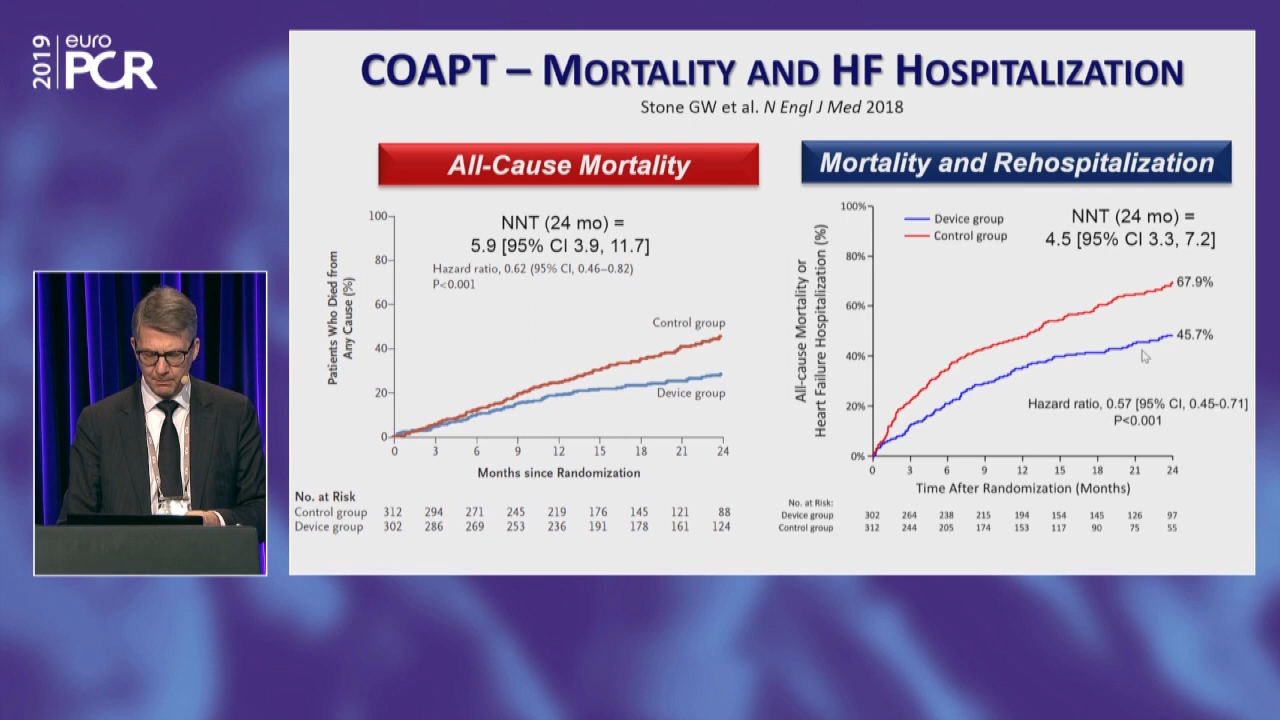 2019
euro
PCR
COAPT – MORTALITY AND HF HOSPITALIZATION
Stone GW et al. N Engl J Med 2018
All-Cause Mortality
NNT (24 mo) =
5.9 [95% CI 3.9, 11.7]
Hazard ratio, 0.62 (95% CI, 0.46–0.82)
P<0.001
Patients Who Died from
Any Cause (%)
100
80
60
40
20
0
Control group
Device group
0 3 6 9 12 15 18 21 24
Months since Randomization
No. at Risk
Control group 312 294 271 245 219 176 145 121 88
Device group 302 286 269 253 236 191 178 161 124
Mortality and Rehospitalization
Device group
Control group
NNT (24 mo) =
4.5 [95% CI 3.3, 7.2]
All-cause Mortality or
Heart Failure Hospitalization (%)
100%
80%
60%
40%
20%
0%
67.9%
45.7%
Hazard ratio, 0.57 [95% CI, 0.45-0.71]
P<0.001
0 3 6 9 12 15 18 21 24
Time After Randomization (Months)
No. at Risk:
Device group 302 264 238 215 194 154 145 126 97
Control group 312 244 205 174 153 117 90 75 55